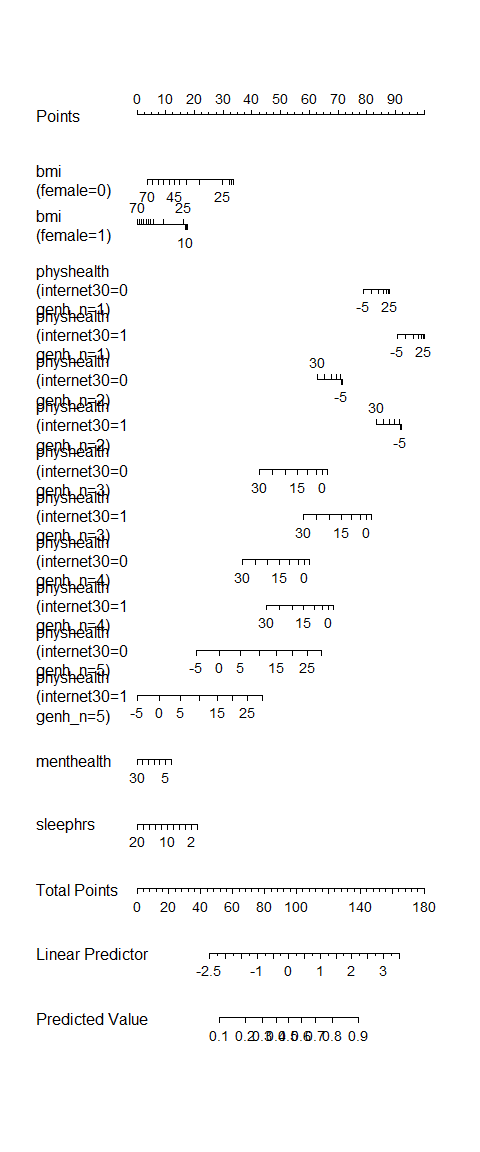 0 10 20 30 40 50 60 70 80 90
Points
bmi
(female=0)
70 45 25
bmi
(female=1)
70 25
10
physhealth
(internet30=0
genh_n=1)
-5 25
physhealth
(internet30=1
genh_n=1)
-5 25
physhealth
(internet30=0
genh_n=2)
30
-5
physhealth
(internet30=1
genh_n=2)
30
-5
physhealth
(internet30=0
genh_n=3)
30 15 0
physhealth
(internet30=1
genh_n=3)
30 15 0
physhealth
(internet30=0
genh_n=4)
30 15 0
physhealth
(internet30=1
genh_n=4)
30 15 0
physhealth
(internet30=0
genh_n=5)
-5 0 5 15 25
physhealth
(internet30=1
genh_n=5)
-5 0 5 15 25
menthealth
30 5
sleephrs
20 10 2
Total Points
0 20 40 60 80 100 140 180
Linear Predictor
-2.5 -1 0 1 2 3
Predicted Value
0.1 0.2 0.3 0.4 0.5 0.6 0.7 0.8 0.9